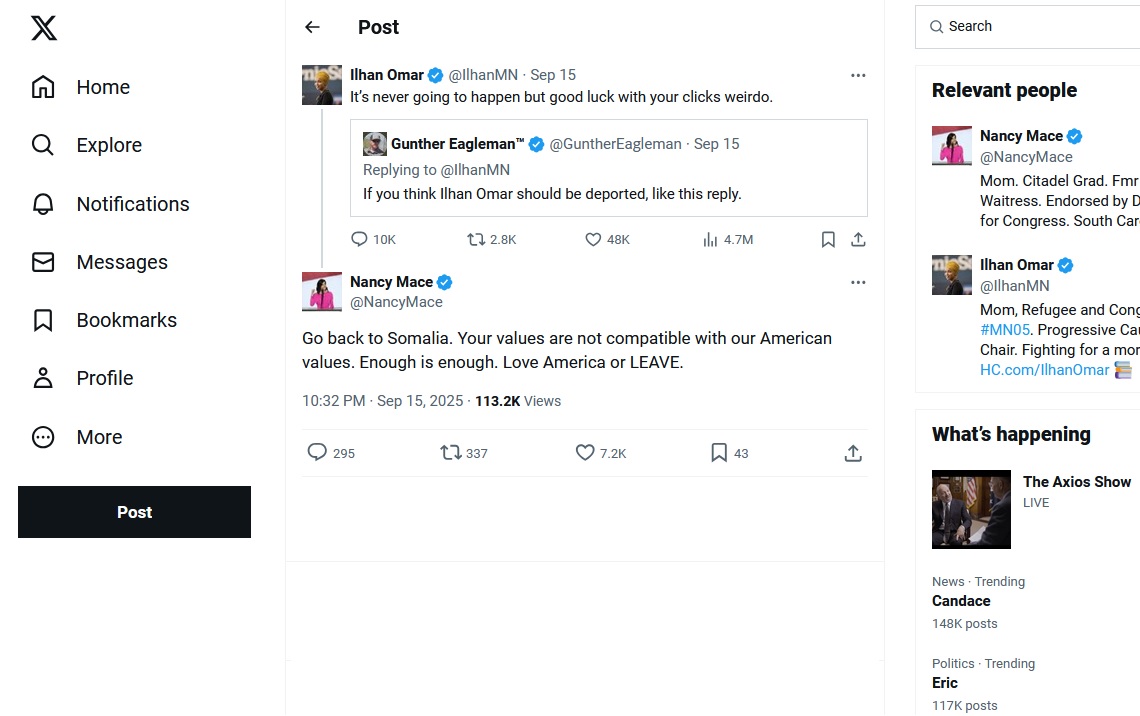 Home
Explore
Notifications
Messages
Bookmarks
Profile
More
Post
Post
Ilhan Omar @IlhanMN · Sep 15
It's never going to happen but good luck with your clicks weirdo.
Gunther Eagleman™ @GuntherEagleman · Sep 15
Replying to @IlhanMN
If you think Ilhan Omar should be deported, like this reply.
10K 2.8K 48K 4.7M
Nancy Mace
@NancyMace
Go back to Somalia. Your values are not compatible with our American
values. Enough is enough. Love America or LEAVE.
10:32 PM · Sep 15, 2025 · 113.2K Views
295 337 7.2K 43
Search
Relevant people
Nancy Mace
@NancyMace
Mom. Citadel Grad. Fmr
Waitress. Endorsed by D
for Congress. South Car
Ilhan Omar
@IlhanMN
Mom, Refugee and Cong
#MN05. Progressive Cau
Chair. Fighting for a mor
HC.com/IlhanOmar
What's happening
The Axios Show
LIVE
News · Trending
Candace
148K posts
Politics · Trending
Eric
117K posts